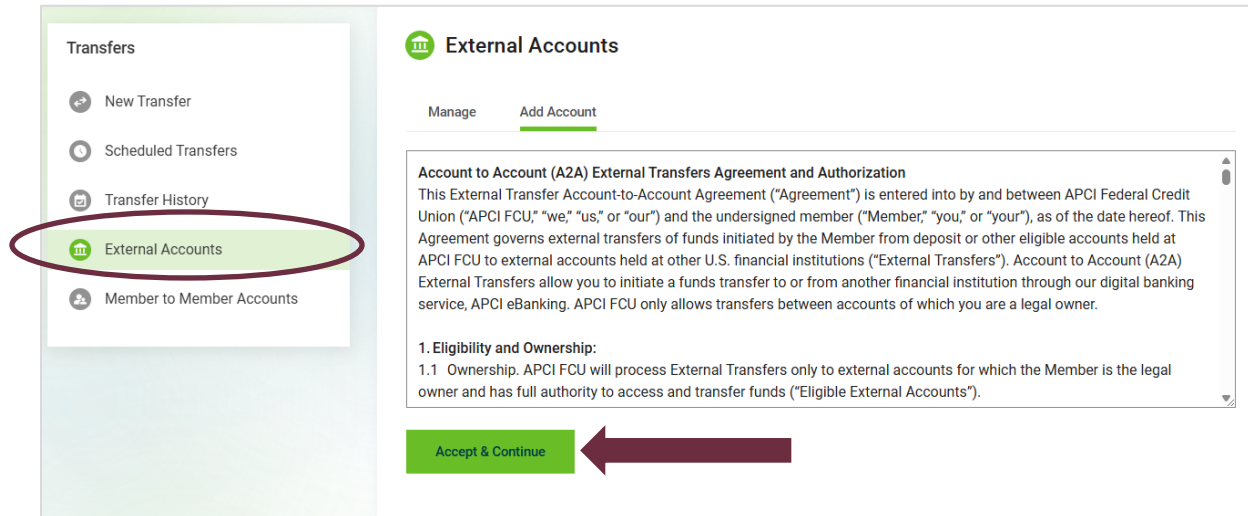 Transfers
New Transfer
Scheduled Transfers
Transfer History
External Accounts
Member to Member Accounts
External Accounts
Manage Add Account
Account to Account (A2A) External Transfers Agreement and Authorization
This External Transfer Account-to-Account Agreement (“Agreement”) is entered into by and between APCI Federal Credit
Union (“APCI FCU,” “we,” “us,” or “our”) and the undersigned member (“Member,” “you,” or “your”), as of the date hereof. This
Agreement governs external transfers of funds initiated by the Member from deposit or other eligible accounts held at
APCI FCU to external accounts held at other U.S. financial institutions (“External Transfers”). Account to Account (A2A)
External Transfers allow you to initiate a funds transfer to or from another financial institution through our digital banking
service, APCI eBanking. APCI FCU only allows transfers between accounts of which you are a legal owner.
1. Eligibility and Ownership:
1.1 Ownership. APCI FCU will process External Transfers only to external accounts for which the Member is the legal
owner and has full authority to access and transfer funds (“Eligible External Accounts”).
Accept & Continue